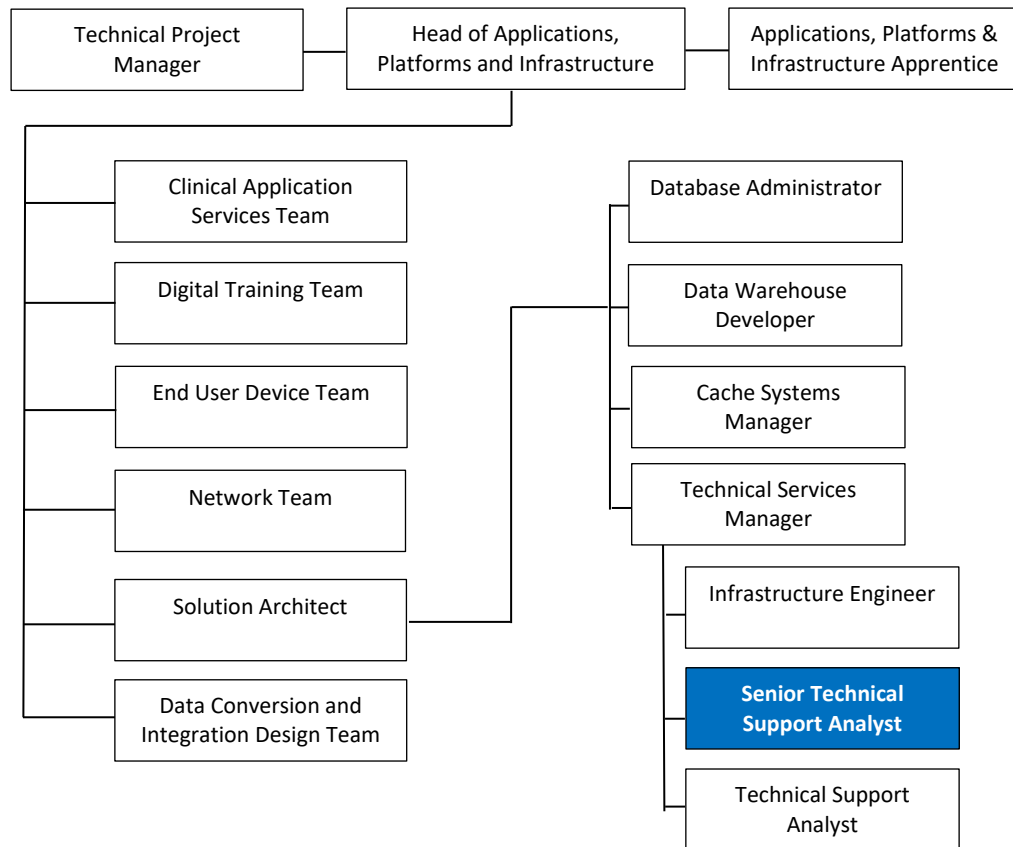 Technical Project
Manager
Head of Applications,
Platforms and Infrastructure
Applications, Platforms &
Infrastructure Apprentice
Clinical Application
Services Team
Digital Training Team
End User Device Team
Network Team
Solution Architect
Data Conversion and
Integration Design Team
Database Administrator
Data Warehouse
Developer
Cache Systems
Manager
Technical Services
Manager
Infrastructure Engineer
Senior Technical
Support Analyst
Technical Support
Analyst